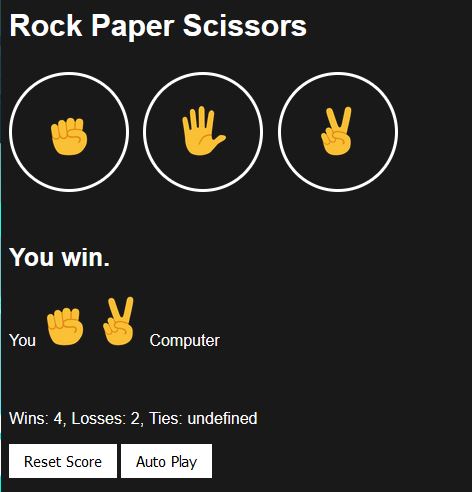 Rock Paper Scissors
You win.
You Computer
Wins: 4, Losses: 2, Ties: undefined
Reset Score Auto Play